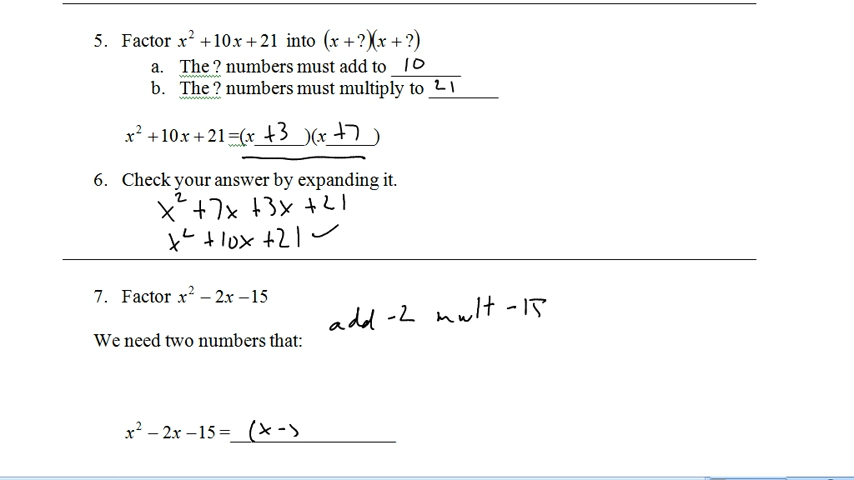 5. Factor x² + 10x + 21 into (x + ?)(x + ?)
a. The ? numbers must add to 10
b. The ? numbers must multiply to 21
x² + 10x + 21 = (x +3 )(x +7 )
6. Check your answer by expanding it.
x² + 7x + 3x + 21
x² + 10x + 21 ✓
7. Factor x² − 2x − 15
add -2 mult -15
We need two numbers that:
x² − 2x − 15 = (x -